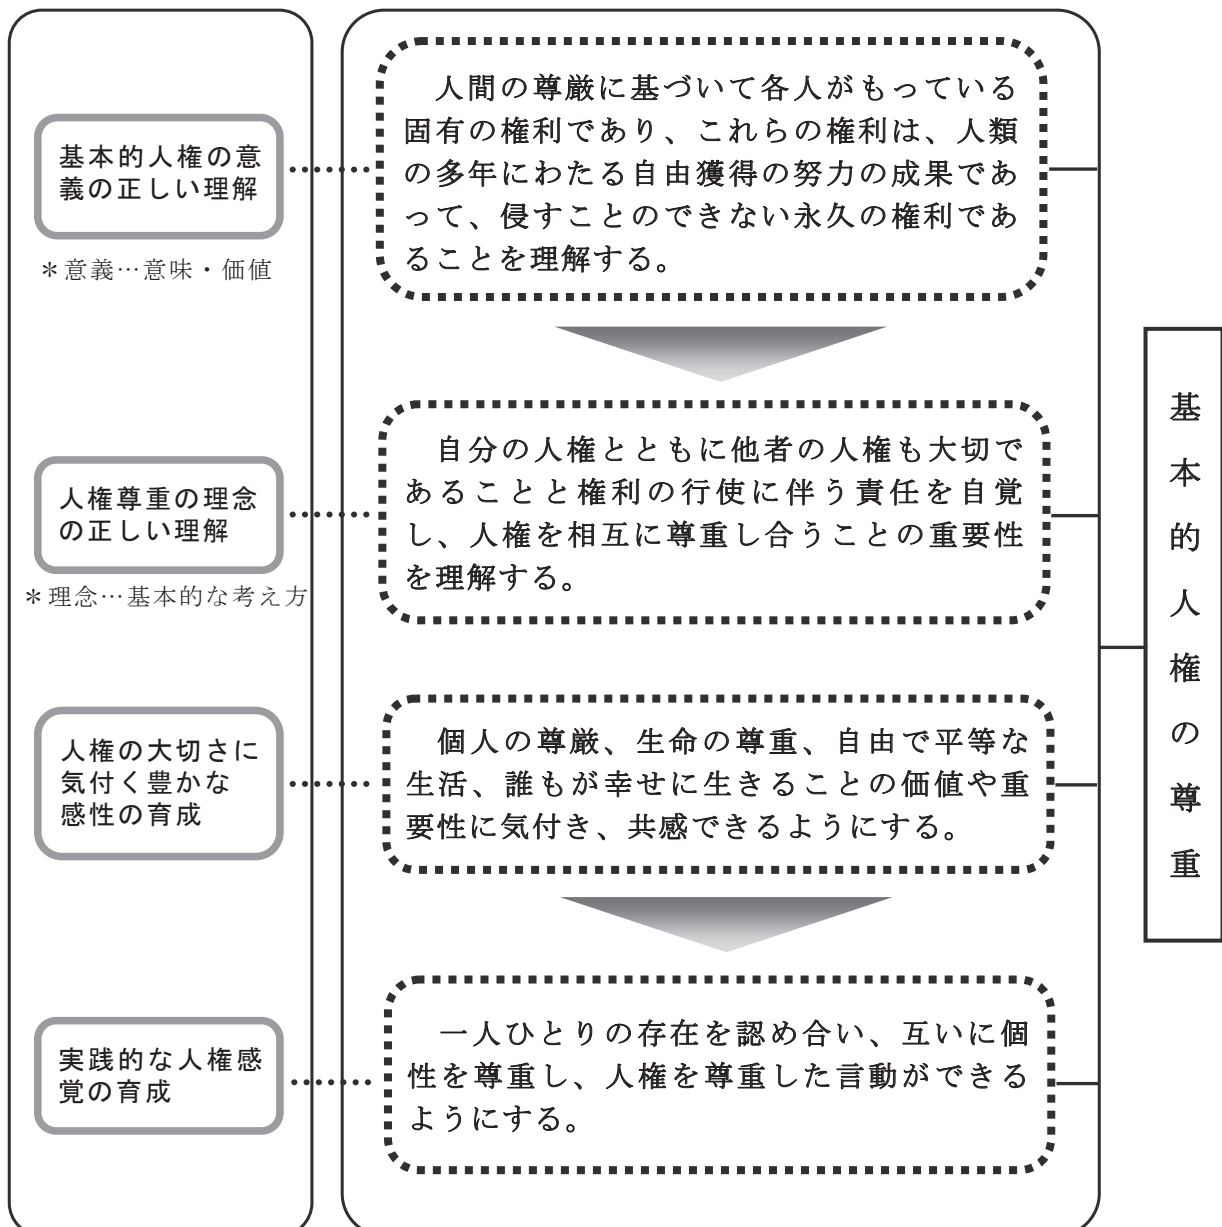 基本的人権の意
義の正しい理解
＊意義…意味・価値
人間の尊厳に基づいて各人がもっている
固有の権利であり、これらの権利は、人類
の多年にわたる自由獲得の努力の成果であ
って、侵すことのできない永久の権利であ
ることを理解する。
人権尊重の理念
の正しい理解
＊理念…基本的な考え方
自分の人権とともに他者の人権も大切で
あることと権利の行使に伴う責任を自覚
し、人権を相互に尊重し合うことの重要性
を理解する。
人権の大切さに
気付く豊かな
感性の育成
個人の尊厳、生命の尊重、自由で平等な
生活、誰もが幸せに生きることの価値や重
要性に気付き、共感できるようにする。
実践的な人権感
覚の育成
一人ひとりの存在を認め合い、互いに個
性を尊重し、人権を尊重した言動ができる
ようにする。
基本的人権の尊重